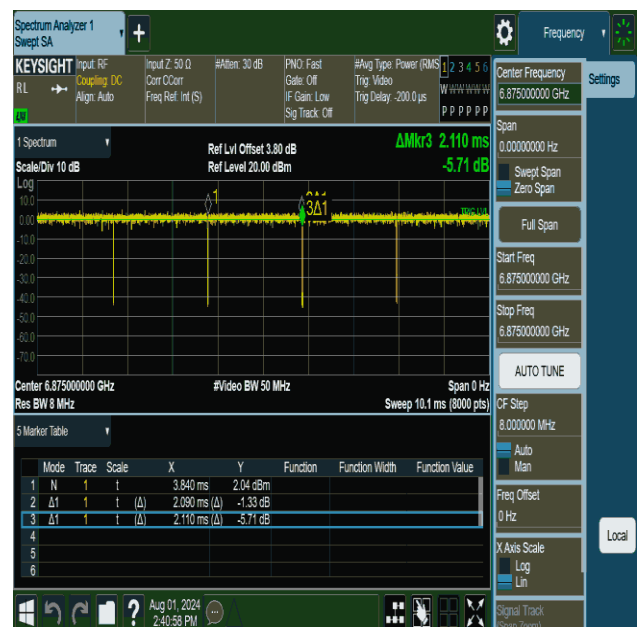 Spectrum Analyzer 1
Swept SA
+
Frequency
KEYSIGHT
RL
Input: RF
Coupling: DC
Align: Auto
Input Z: 50 Ω
Corr CCorr
Freq Ref: Int (S)
#Atten: 30 dB
PNO: Fast
Gate: Off
IF Gain: Low
Sig Track: Off
#Avg Type: Power (RMS
Trig: Video
Trig Delay: -200.0 µs
1 2 3 4 5 6
W W W W W W
P P P P P P
LXI
1 Spectrum
Scale/Div 10 dB
Ref Lvl Offset 3.80 dB
Ref Level 20.00 dBm
ΔMkr3 2.110 ms
-5.71 dB
Log
10.0
0.00
-10.0
-20.0
-30.0
-40.0
-50.0
-60.0
-70.0
1
3Δ1
TRIG LVL
Center 6.875000000 GHz
Res BW 8 MHz
#Video BW 50 MHz
Span 0 Hz
Sweep 10.1 ms (8000 pts)
5 Marker Table
Mode Trace Scale X Y Function Function Width Function Value
1 N 1 t 3.840 ms 2.04 dBm
2 Δ1 1 t (Δ) 2.090 ms (Δ) -1.33 dB
3 Δ1 1 t (Δ) 2.110 ms (Δ) -5.71 dB
4
5
6
?
Aug 01, 2024
2:40:58 PM
Center Frequency
6.875000000 GHz
Span
0.00000000 Hz
Swept Span
Zero Span
Full Span
Start Freq
6.875000000 GHz
Stop Freq
6.875000000 GHz
AUTO TUNE
CF Step
8.000000 MHz
Auto
Man
Freq Offset
0 Hz
X Axis Scale
Log
Lin
Signal Track
(Span Zoom)
Settings
Local